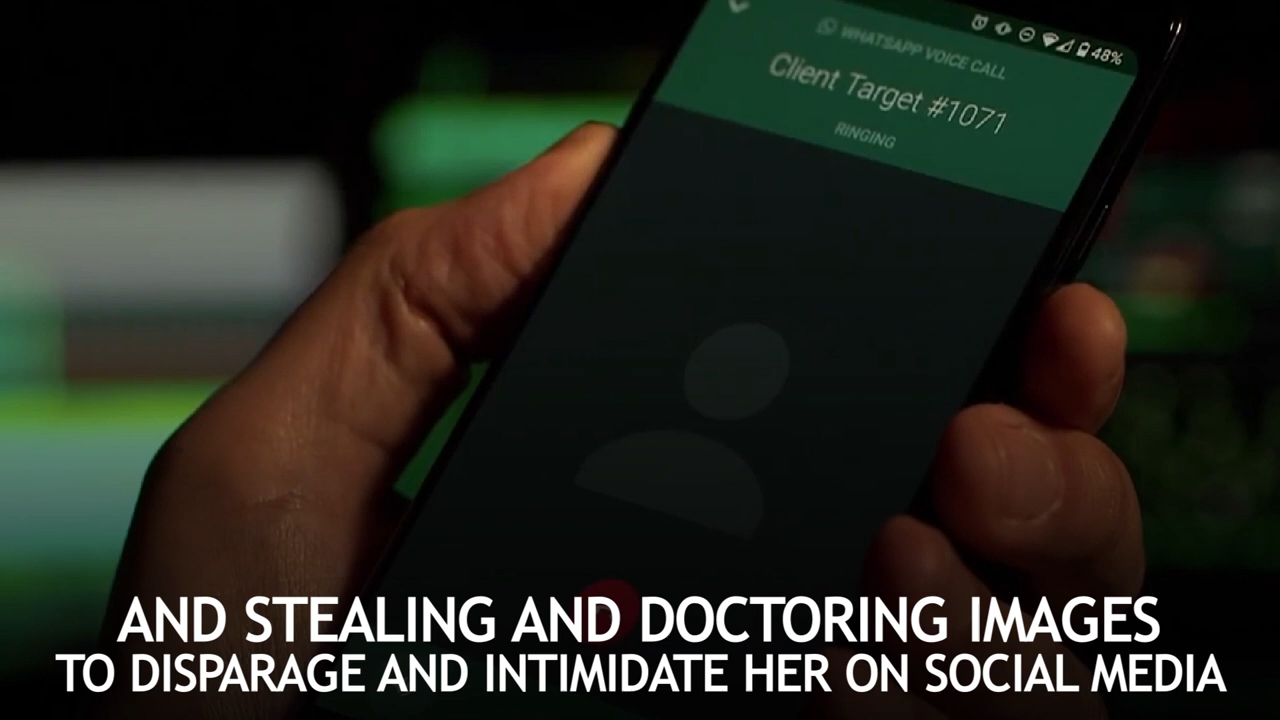 48%
WHATSAPP VOICE CALL
Client Target #1071
RINGING
AND STEALING AND DOCTORING IMAGES
TO DISPARAGE AND INTIMIDATE HER ON SOCIAL MEDIA